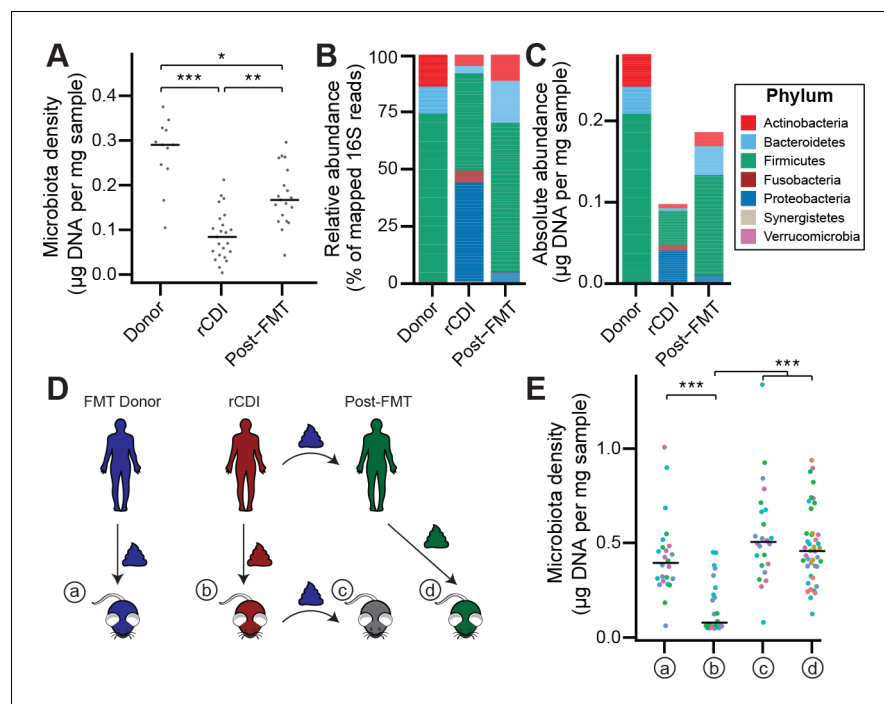 A
Microbiota density
(µg DNA per mg sample)
0.4
0.3
0.2
0.1
0.0
*
***
**
Donor
rCDI
Post−FMT
B
Relative abundance
(% of mapped 16S reads)
100
75
50
25
0
Donor
rCDI
Post−FMT
C
Absolute abundance
(µg DNA per mg sample)
0.2
0.1
0.0
Donor
rCDI
Post−FMT
Phylum
Actinobacteria
Bacteroidetes
Firmicutes
Fusobacteria
Proteobacteria
Synergistetes
Verrucomicrobia
D
FMT Donor
rCDI
Post-FMT
a
b
c
d
E
Microbiota density
(µg DNA per mg sample)
1.0
0.5
0.0
***
***
a
b
c
d